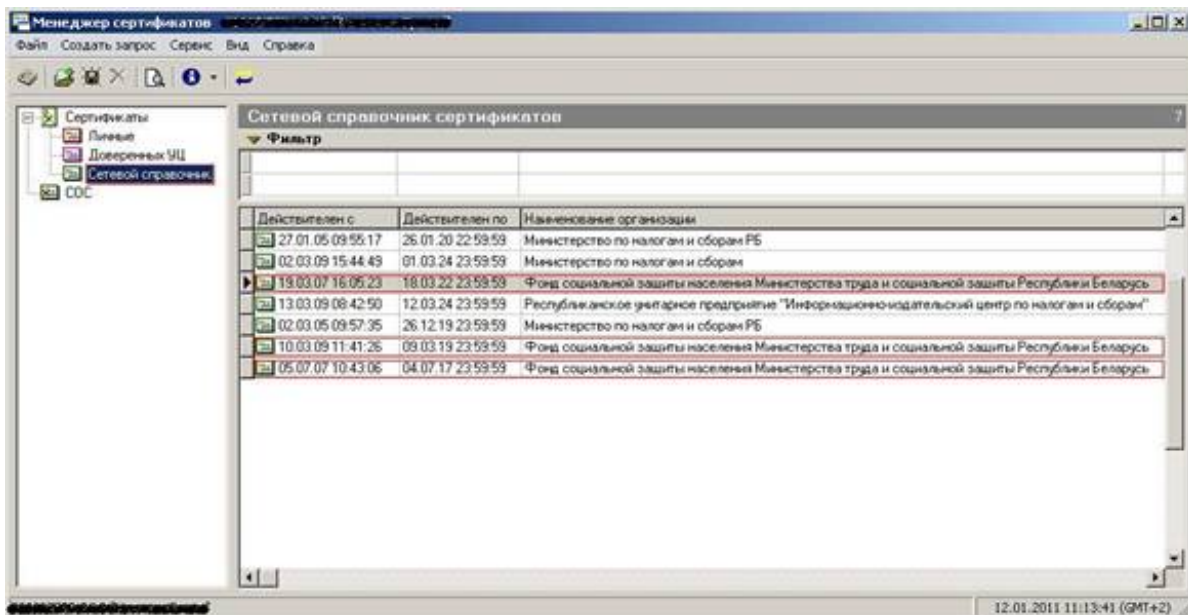 Менеджер сертификатов
Файл Создать запрос Сервис Вид Справка
Сертификаты
Личные
Доверенных УЦ
Сетевой справочник
СОС
Сетевой справочник сертификатов ?
Фильтр
Действителен с Действителен по Наименование организации
27.01.05 09:55:17 26.01.20 22:59:59 Министерство по налогам и сборам РБ
02.03.09 15:44:49 01.03.24 23:59:59 Министерство по налогам и сборам
19.03.07 16:05:23 18.03.22 23:59:59 Фонд социальной защиты населения Министерства труда и социальной защиты Республики Беларусь
13.03.09 08:42:50 12.03.24 23:59:59 Республиканское унитарное предприятие "Информационно-издательский центр по налогам и сборам"
02.03.05 09:57:35 26.12.19 23:59:59 Министерство по налогам и сборам РБ
10.03.09 11:41:26 09.03.19 23:59:59 Фонд социальной защиты населения Министерства труда и социальной защиты Республики Беларусь
05.07.07 10:43:06 04.07.17 23:59:59 Фонд социальной защиты населения Министерства труда и социальной защиты Республики Беларусь
12.01.2011 11:13:41 (GMT+2)